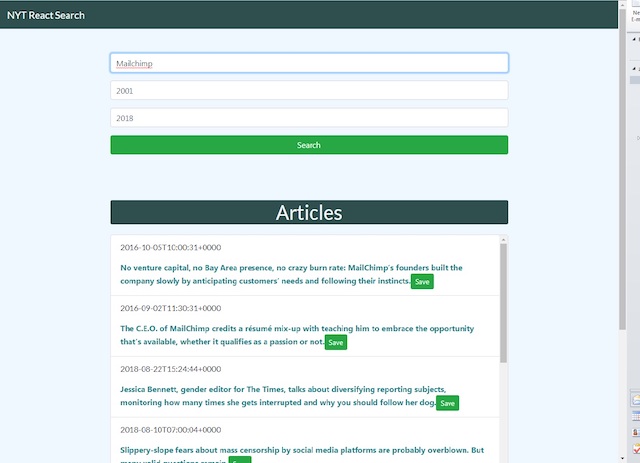 NYT React Search
Mailchimp
2001
2018
Search
Articles
2016-10-05T10:00:31+0000
No venture capital, no Bay Area presence, no crazy burn rate: MailChimp's founders built the
company slowly by anticipating customers' needs and following their instincts. Save
2016-09-02T11:30:31+0000
The C.E.O. of MailChimp credits a résumé mix-up with teaching him to embrace the opportunity
that's available, whether it qualifies as a passion or not. Save
2018-08-22T15:24:44+0000
Jessica Bennett, gender editor for The Times, talks about diversifying reporting subjects,
monitoring how many times she gets interrupted and why you should follow her dog. Save
2018-08-10T07:00:04+0000
Slippery-slope fears about mass censorship by social media platforms are probably overblown. But